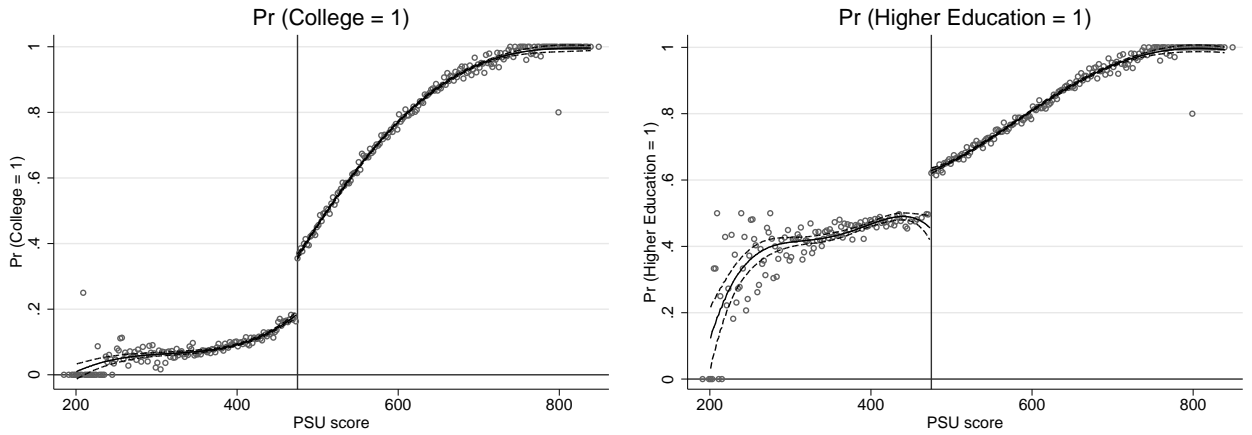 Pr (College = 1)
Pr (College = 1)
1
.8
.6
.4
.2
0
200 400 600 800
PSU score
Pr (Higher Education = 1)
Pr (Higher Education = 1)
1
.8
.6
.4
.2
0
200 400 600 800
PSU score